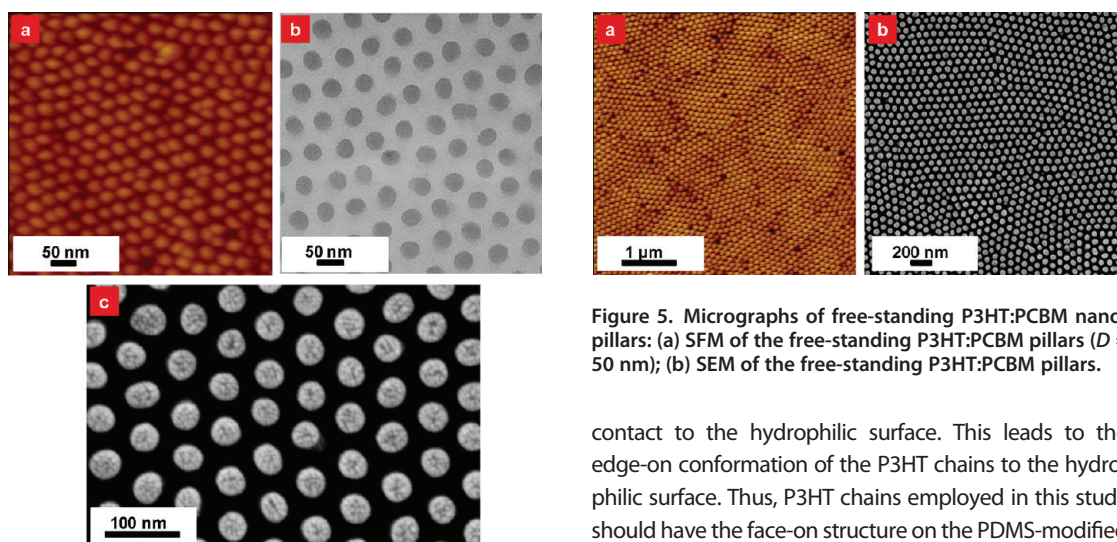 a
50 nm
b
50 nm
c
100 nm
a
1 µm
b
200 nm
Figure 5. Micrographs of free-standing P3HT:PCBM nano
pillars: (a) SFM of the free-standing P3HT:PCBM pillars (D
50 nm); (b) SEM of the free-standing P3HT:PCBM pillars.
contact to the hydrophilic surface. This leads to the
edge-on conformation of the P3HT chains to the hydro
philic surface. Thus, P3HT chains employed in this stud
should have the face-on structure on the PDMS-modified